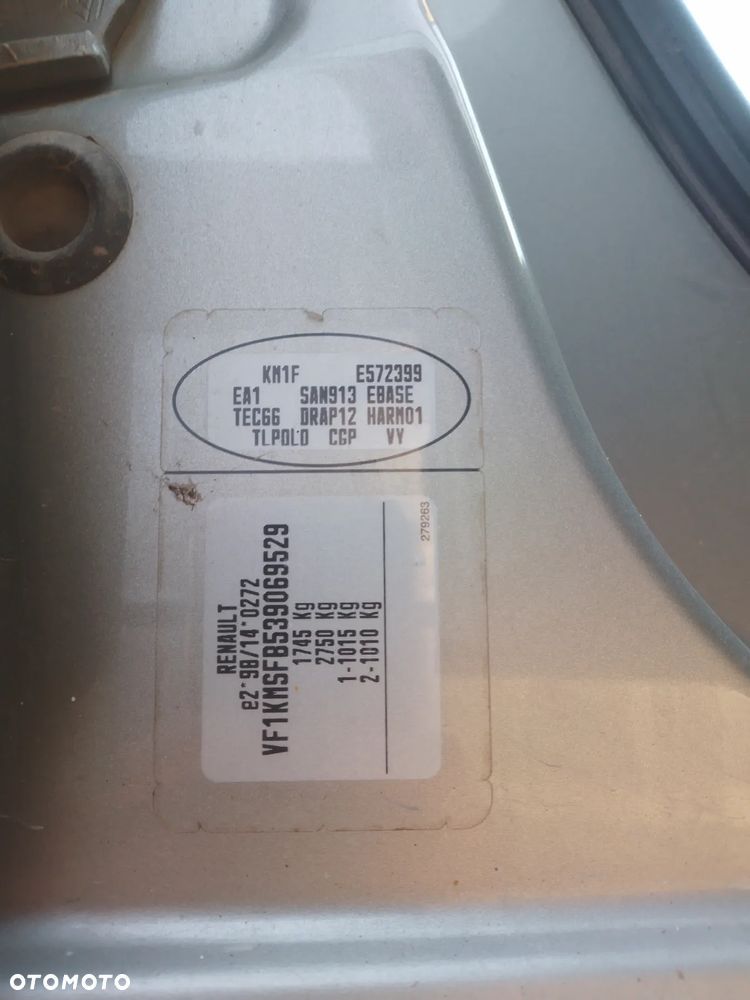 KM1F E572399
EA1 SAN913 EBASE
TEC66 DRAP12 HARM01
TLPOLO CGP VY
RENAULT
e2*98/14*0272
VF1KMSFB539069529
1745 Kg
2750 Kg
1-1015 Kg
2-1010 Kg
279263
OTOMOTO